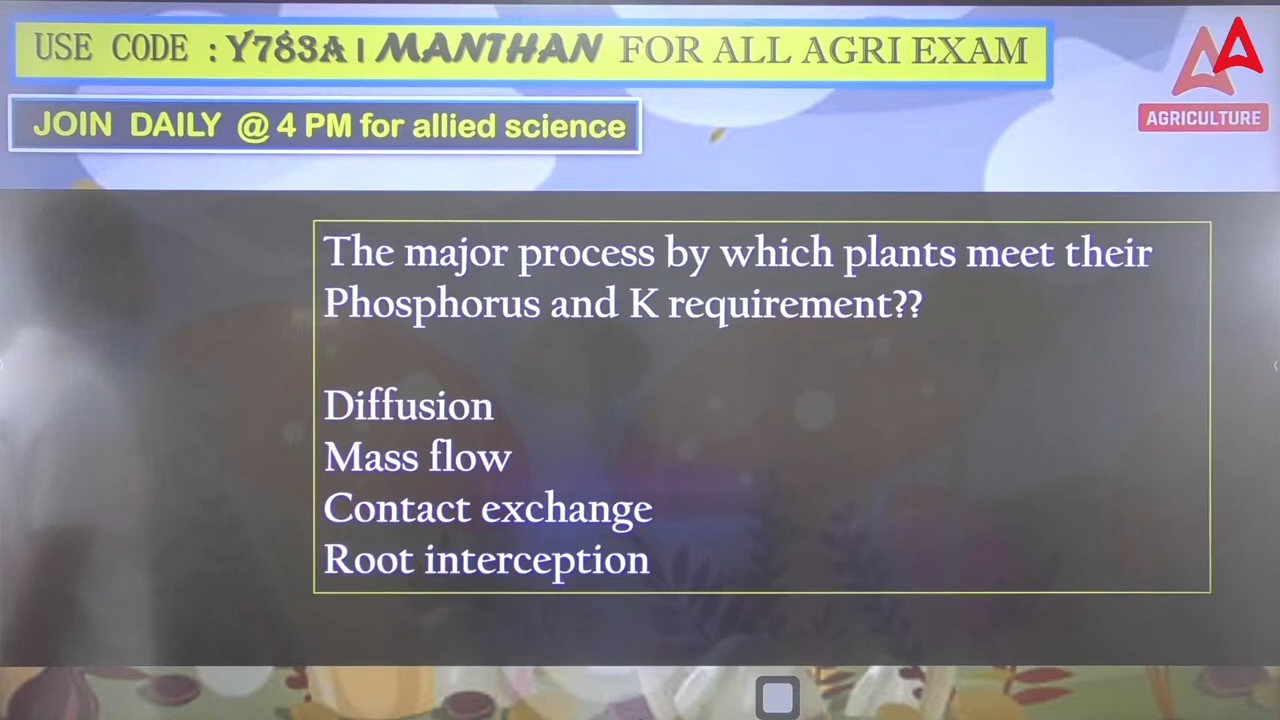 USE CODE : Y783A | MANTHAN FOR ALL AGRI EXAM
AGRICULTURE
JOIN DAILY @ 4 PM for allied science
The major process by which plants meet their
Phosphorus and K requirement??
Diffusion
Mass flow
Contact exchange
Root interception